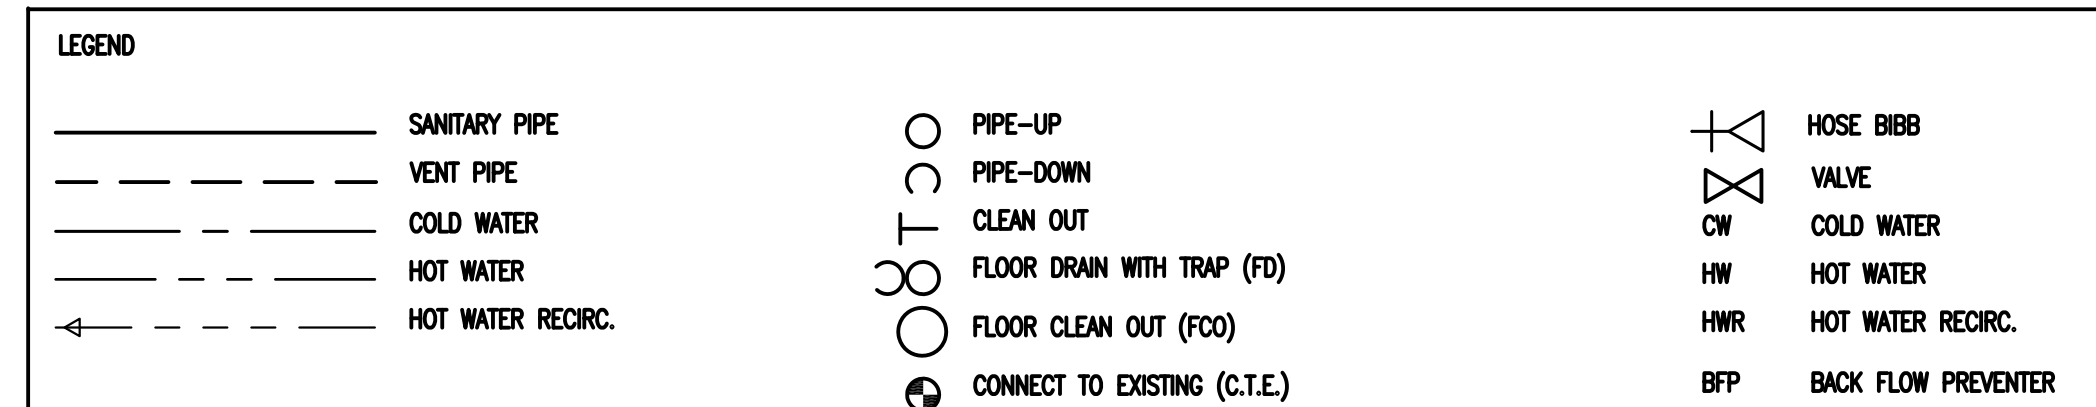 LEGEND
SANITARY PIPE
VENT PIPE
COLD WATER
HOT WATER
HOT WATER RECIRC.
PIPE-UP
PIPE-DOWN
CLEAN OUT
FLOOR DRAIN WITH TRAP (FD)
FLOOR CLEAN OUT (FCO)
CONNECT TO EXISTING (C.T.E.)
HOSE BIBB
VALVE
CW COLD WATER
HW HOT WATER
HWR HOT WATER RECIRC.
BFP BACK FLOW PREVENTER